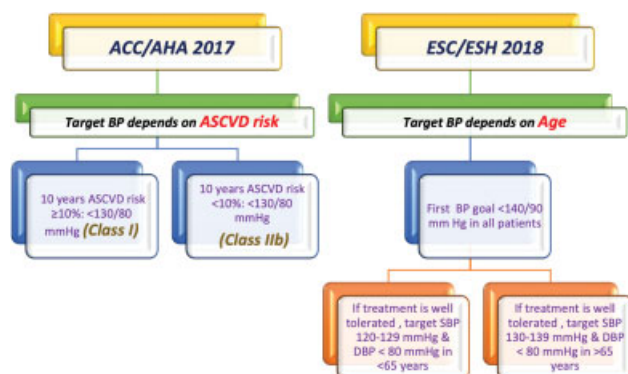 ACC/AHA 2017
ESC/ESH 2018
Target BP depends on ASCVD risk
Target BP depends on Age
10 years ASCVD risk
≥10%: <130/80
mmHg (Class I)
10 years ASCVD risk
<10%: <130/80
mmHg
(Class IIb)
First BP goal <140/90
mm Hg in all patients
If treatment is well
tolerated , target SBP
120-129 mmHg &
DBP < 80 mmHg in
<65 years
If treatment is well
tolerated , target SBP
130-139 mmHg & DBP
< 80 mmHg in >65
years